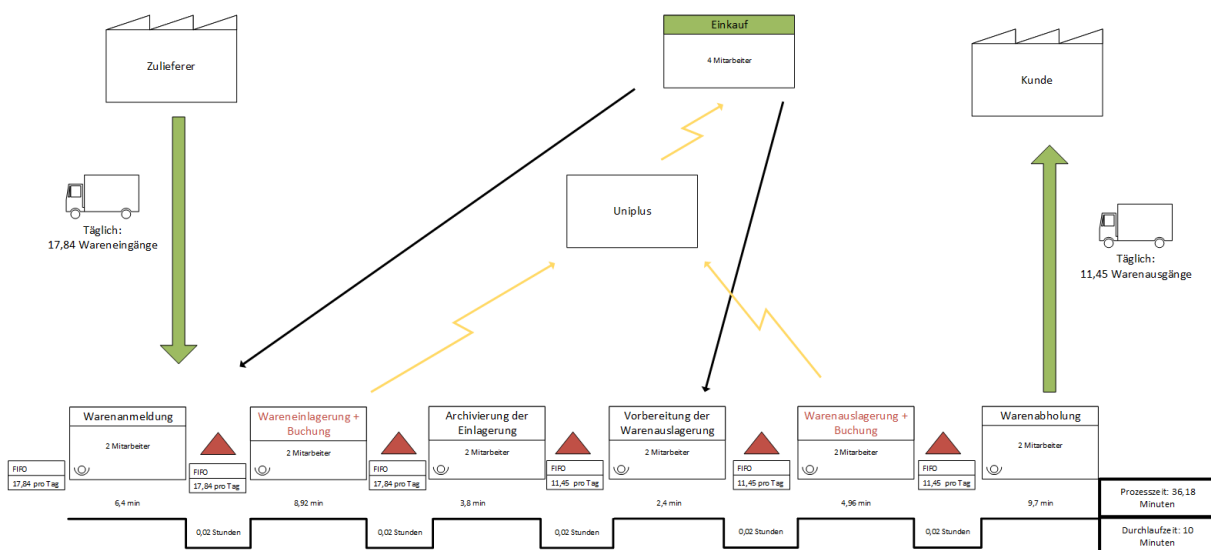 Einkauf
4 Mitarbeiter
Zulieferer
Kunde
Uniplus
Täglich:
17,84 Wareneingänge
Täglich:
11,45 Warenausgänge
Warenanmeldung
2 Mitarbeiter
Wareneinlagerung +
Buchung
2 Mitarbeiter
Archivierung der
Einlagerung
2 Mitarbeiter
Vorbereitung der
Warenauslagerung
2 Mitarbeiter
Warenauslagerung +
Buchung
2 Mitarbeiter
Warenabholung
2 Mitarbeiter
FIFO
17,84 pro Tag
FIFO
17,84 pro Tag
FIFO
17,84 pro Tag
FIFO
11,45 pro Tag
FIFO
11,45 pro Tag
FIFO
11,45 pro Tag
6,4 min
8,92 min
3,8 min
2,4 min
4,96 min
9,7 min
Prozesszeit: 36,18
Minuten
0,02 Stunden
0,02 Stunden
0,02 Stunden
0,02 Stunden
0,02 Stunden
Durchlaufzeit: 10
Minuten